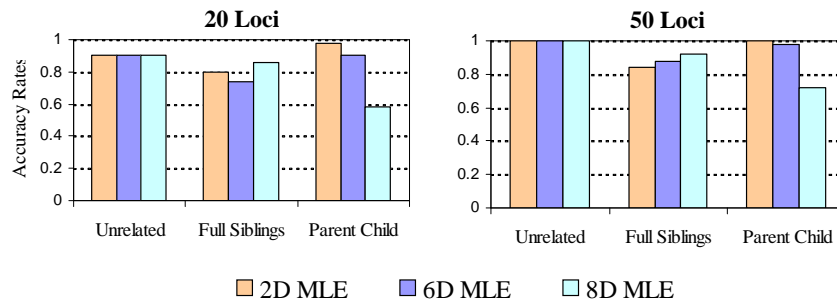 20 Loci
Accuracy Rates
1
0.8
0.6
0.4
0.2
0
Unrelated Full Siblings Parent Child
50 Loci
1
0.8
0.6
0.4
0.2
0
Unrelated Full Siblings Parent Child
2D MLE 6D MLE 8D MLE